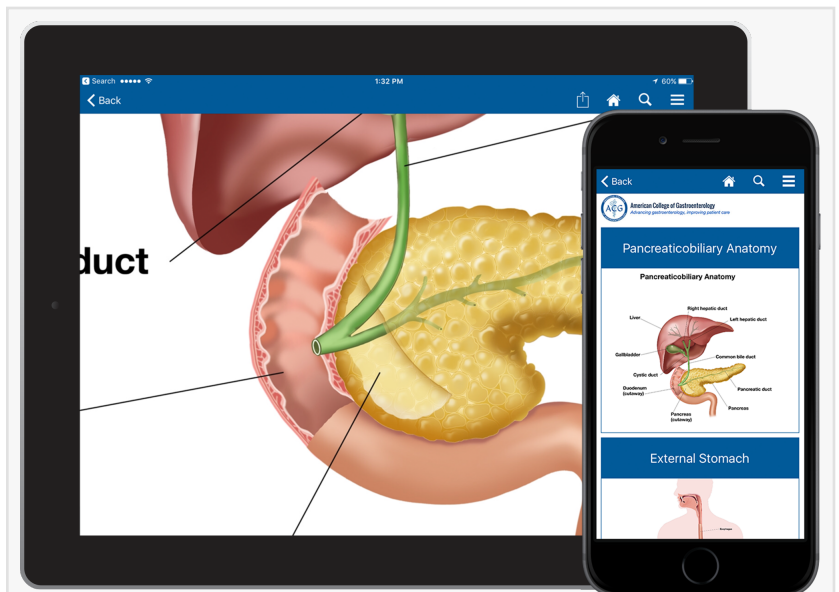 Search
1:32 PM
60%
Back
duct
Back
ACG
American College of Gastroenterology
Advancing gastroenterology, improving patient care
Pancreaticobiliary Anatomy
Pancreaticobiliary Anatomy
Right hepatic duct
Liver
Left hepatic duct
Gallbladder
Common bile duct
Cystic duct
Duodenum
(cutaway)
Pancreatic duct
Pancreas
Pancreas
(cutaway)
External Stomach
Esophagus